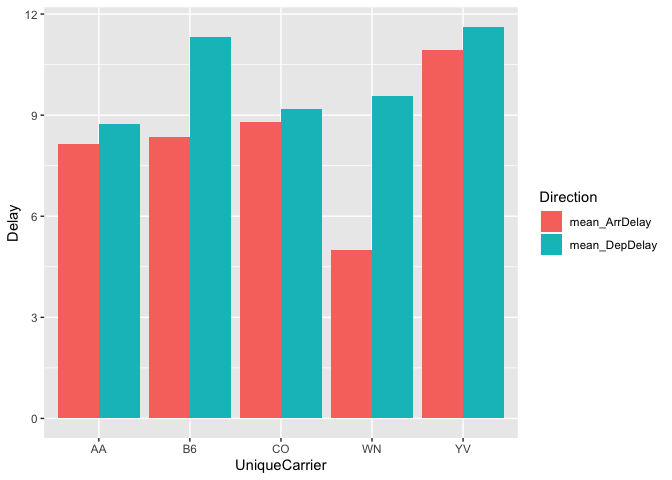 12
9
6
3
0
Delay
AA B6 CO WN YV
UniqueCarrier
Direction
mean_ArrDelay
mean_DepDelay